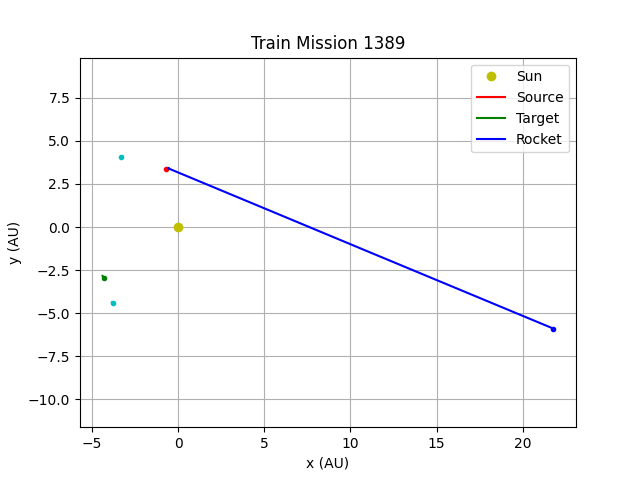 Train Mission 1389
Sun
Source
Target
Rocket
7.5
5.0
2.5
0.0
−2.5
−5.0
−7.5
−10.0
y (AU)
−5 0 5 10 15 20
x (AU)